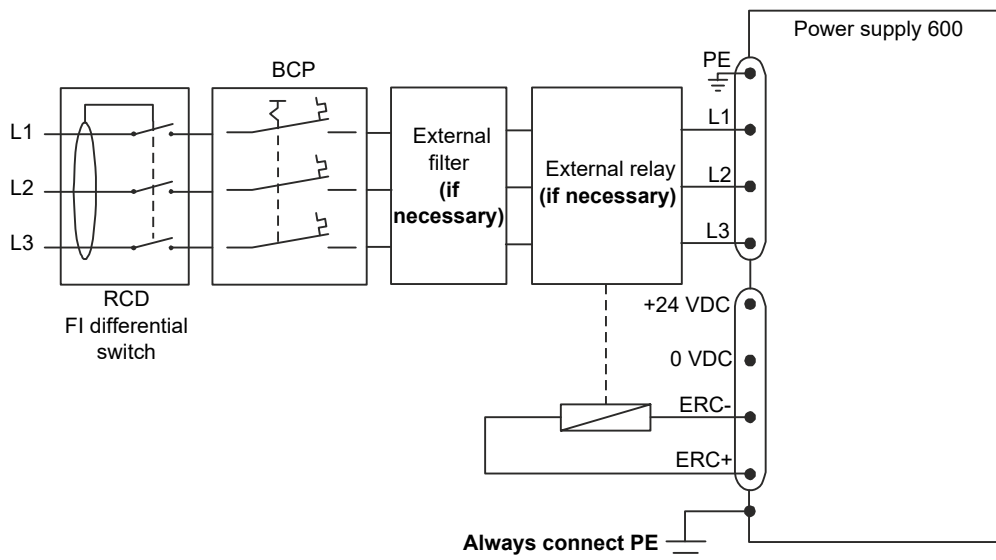 Power supply 600
PE
BCP
L1
L1
External
filter
(if
necessary)
External relay
(if necessary)
L2
L2
L3
L3
RCD
FI differential
switch
+24 VDC
0 VDC
ERC-
ERC+
Always connect PE